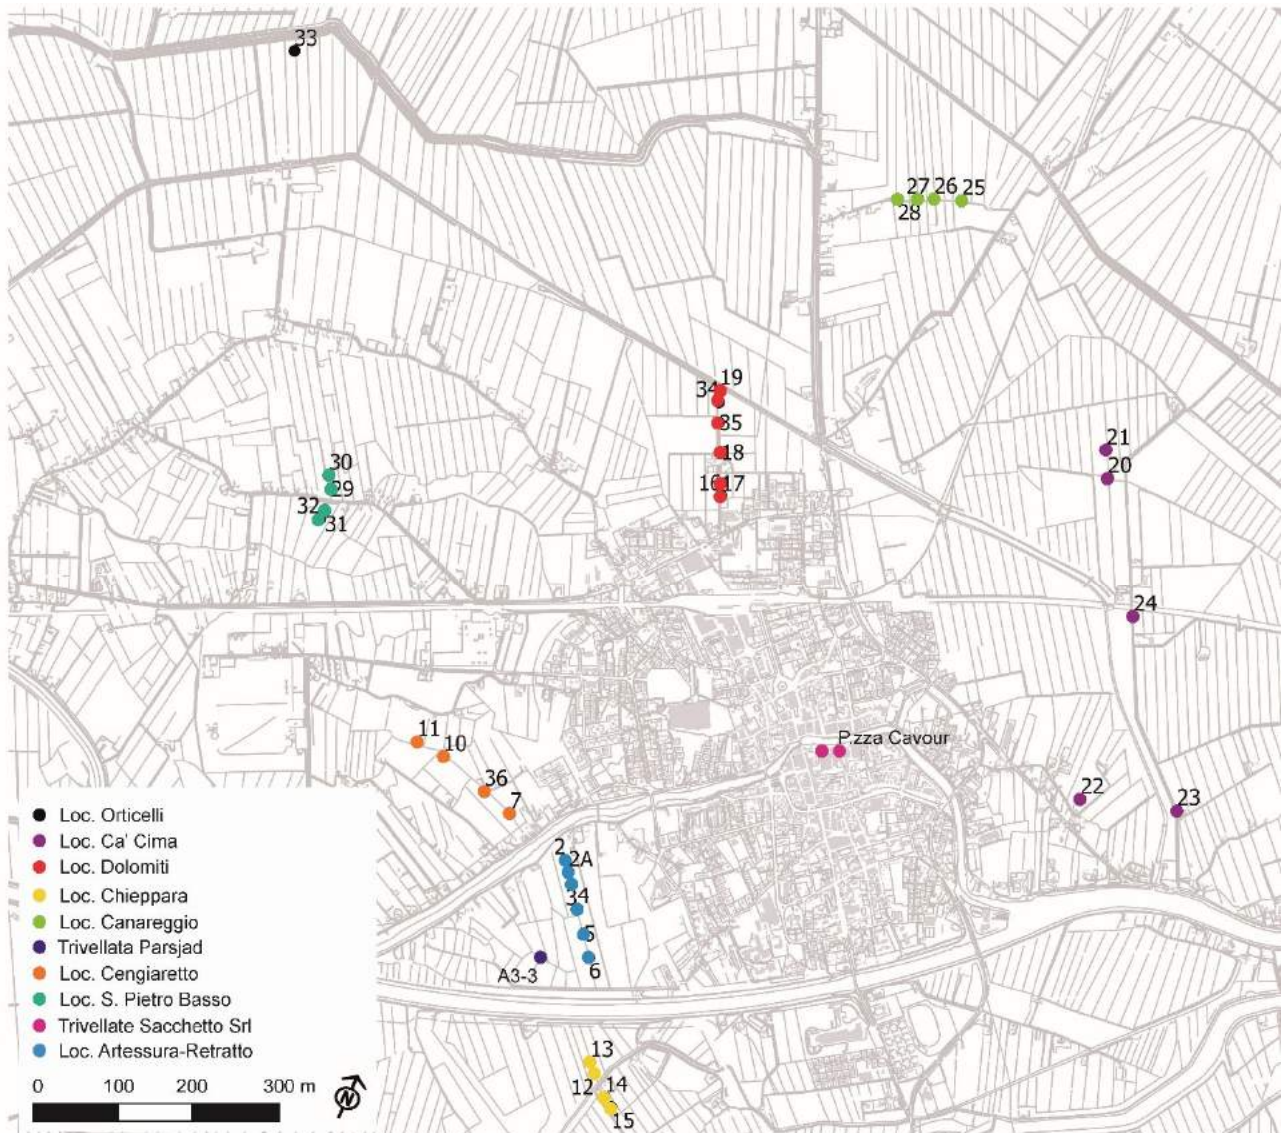 33
27 26 25
28
19
34
35
18
17
21
20
30
29
32
31
24
11
10
36
7
P.zza Cavour
22
23
2
2A
34
5
6
A3-3
13
12
14
15
Loc. Orticelli
Loc. Ca' Cima
Loc. Dolomiti
Loc. Chieppara
Loc. Canareggio
Trivellata Parsjad
Loc. Cengiaretto
Loc. S. Pietro Basso
Trivellate Sacchetto Srl
Loc. Artessura-Retratto
0 100 200 300 m
N